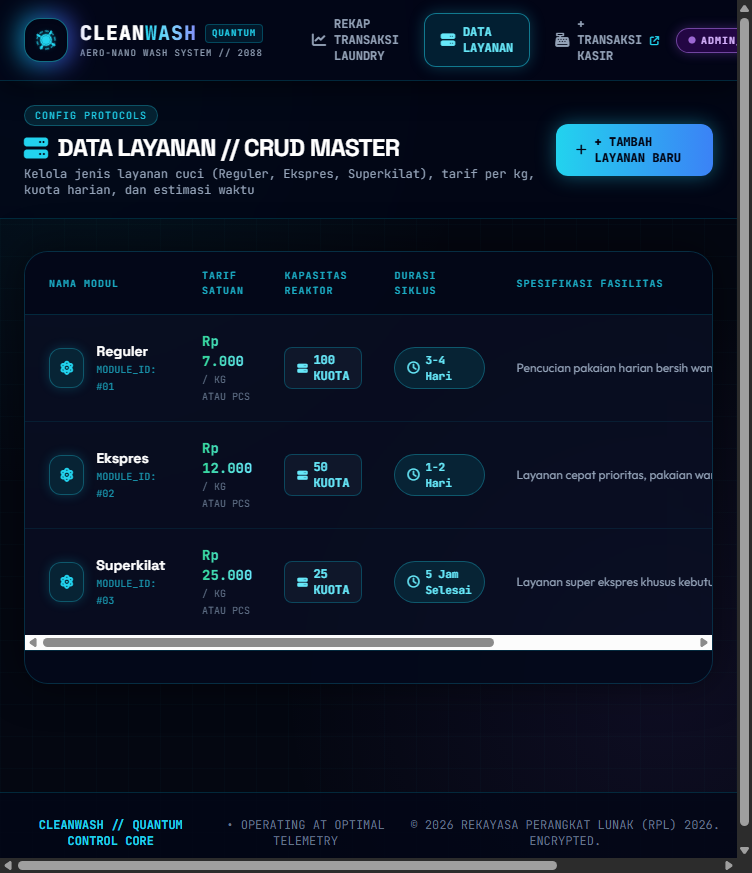 CLEANWASH QUANTUM
AERO-NANO WASH SYSTEM // 2088
REKAP
TRANSAKSI
LAUNDRY
DATA
LAYANAN
+
TRANSAKSI
KASIR
ADMIN
CONFIG PROTOCOLS
DATA LAYANAN // CRUD MASTER
Kelola jenis layanan cuci (Reguler, Ekspres, Superkilat), tarif per kg,
kuota harian, dan estimasi waktu
+ + TAMBAH
LAYANAN BARU
NAMA MODUL
TARIF
SATUAN
KAPASITAS
REAKTOR
DURASI
SIKLUS
SPESIFIKASI FASILITAS
Reguler
MODULE_ID:
#01
Rp
7.000
/ KG
ATAU PCS
100
KUOTA
3-4
Hari
Pencucian pakaian harian bersih wan
Ekspres
MODULE_ID:
#02
Rp
12.000
/ KG
ATAU PCS
50
KUOTA
1-2
Hari
Layanan cepat prioritas, pakaian wan
Superkilat
MODULE_ID:
#03
Rp
25.000
/ KG
ATAU PCS
25
KUOTA
5 Jam
Selesai
Layanan super ekspres khusus kebutu
CLEANWASH // QUANTUM
CONTROL CORE
• OPERATING AT OPTIMAL
TELEMETRY
© 2026 REKAYASA PERANGKAT LUNAK (RPL) 2026.
ENCRYPTED.